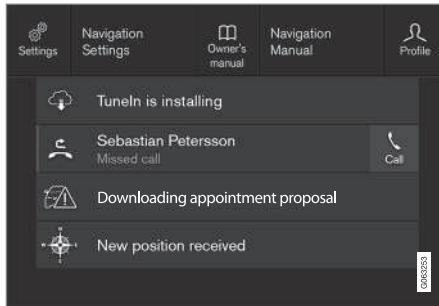 Settings
Navigation
Settings
Owner's
manual
Navigation
Manual
Profile
TuneIn is installing
Sebastian Petersson
Missed call
Call
Downloading appointment proposal
New position received
G063253